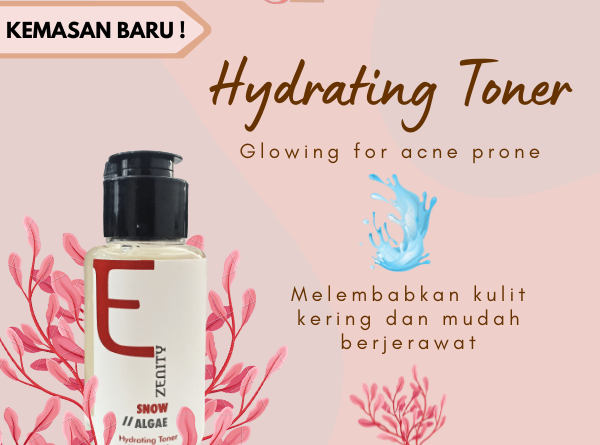 KEMASAN BARU !
Hydrating Toner
Glowing for acne prone
Melembabkan kulit
kering dan mudah
berjerawat
E
ZENITY
SNOW
// ALGAE
Hydrating Toner